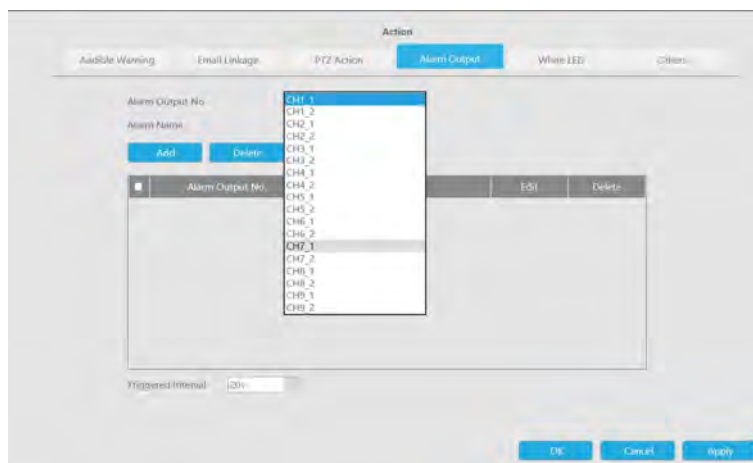 Action
Audible Warning Email Linkage PTZ Action Alarm Output White LED Others
Alarm Output No.
CH1_1
CH1_2
Alarm Name
CH2_1
CH2_2
CH3_1
Add Delete
CH3_2
CH4_1
Alarm Output No. CH4_2 Edit Delete
CH5_1
CH5_2
CH6_1
CH6_2
CH7_1
CH7_2
CH8_1
CH8_2
CH9_1
CH9_2
Triggered Interval
OK Cancel Apply